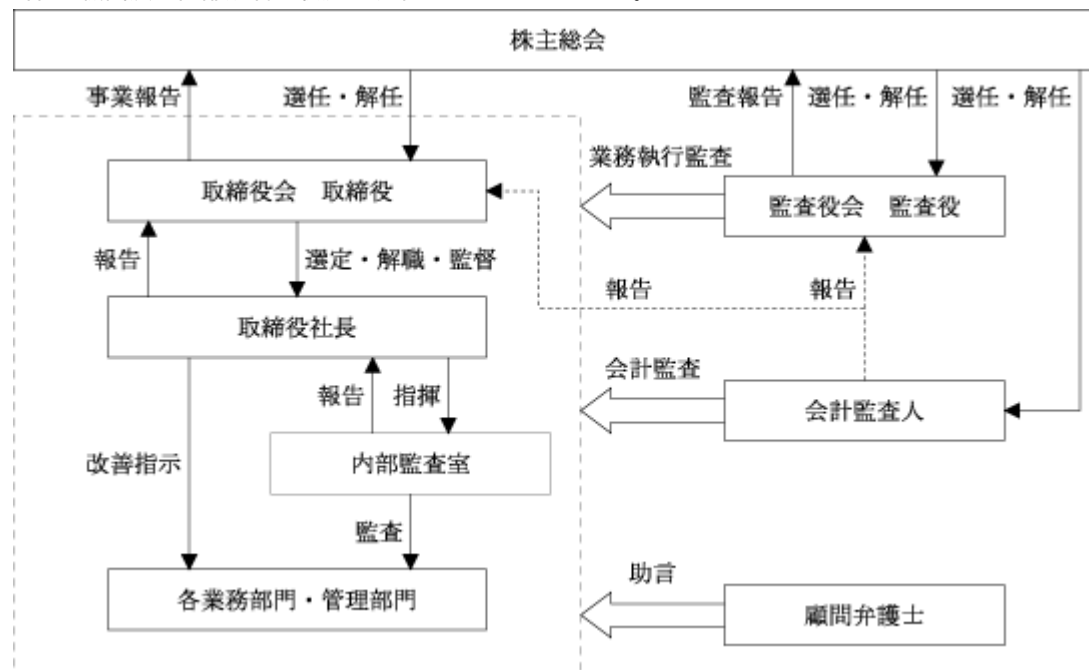 株主総会
事業報告
選任・解任
監査報告
選任・解任
選任・解任
業務執行監査
取締役会　取締役
監査役会　監査役
報告
選定・解職・監督
報告
報告
取締役社長
会計監査
報告
指揮
会計監査人
改善指示
内部監査室
監査
助言
各業務部門・管理部門
顧問弁護士